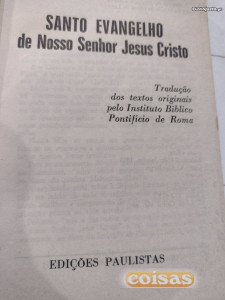 SANTO EVANGELHO
de Nosso Senhor Jesus Cristo
Tradução
dos textos originais
pelo Instituto Bíblico
Pontifício de Roma
EDIÇÕES PAULISTAS
coisas